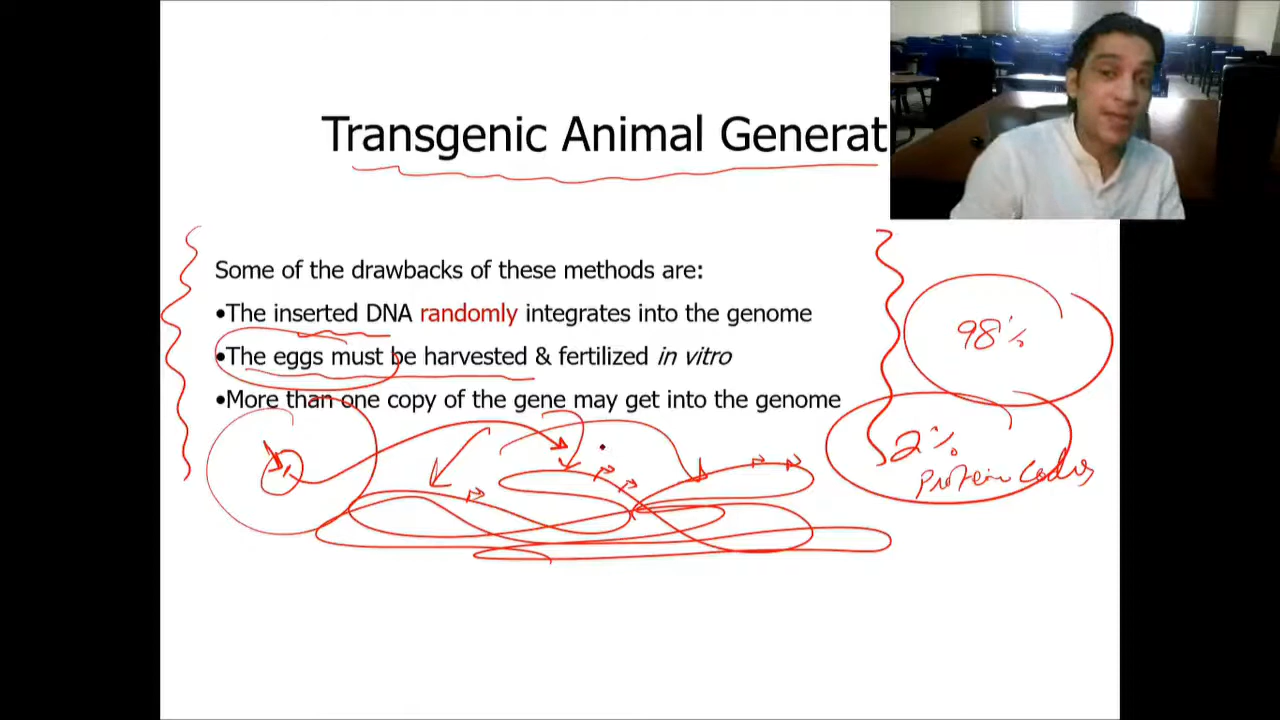 Transgenic Animal Generat
Some of the drawbacks of these methods are:
•The inserted DNA randomly integrates into the genome
•The eggs must be harvested & fertilized in vitro
•More than one copy of the gene may get into the genome
98%
2%
Protein Codes